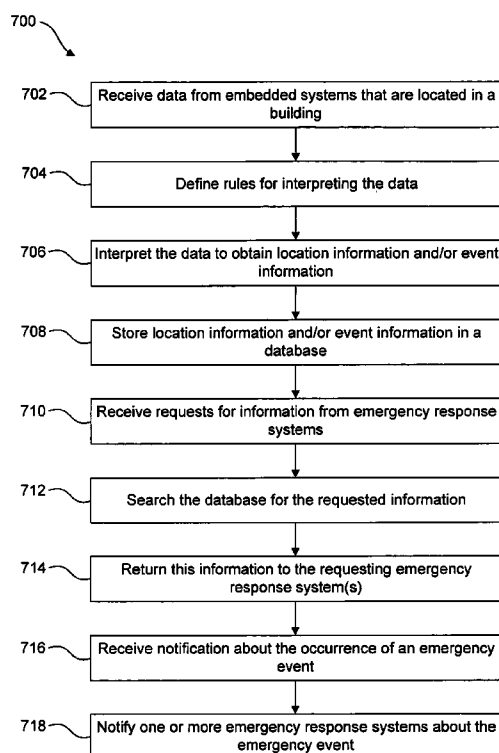 700
702
Receive data from embedded systems that are located in a
building
704
Define rules for interpreting the data
706
Interpret the data to obtain location information and/or event
information
708
Store location information and/or event information in a
database
710
Receive requests for information from emergency response
systems
712
Search the database for the requested information
714
Return this information to the requesting emergency
response system(s)
716
Receive notification about the occurrence of an emergency
event
718
Notify one or more emergency response systems about the
emergency event